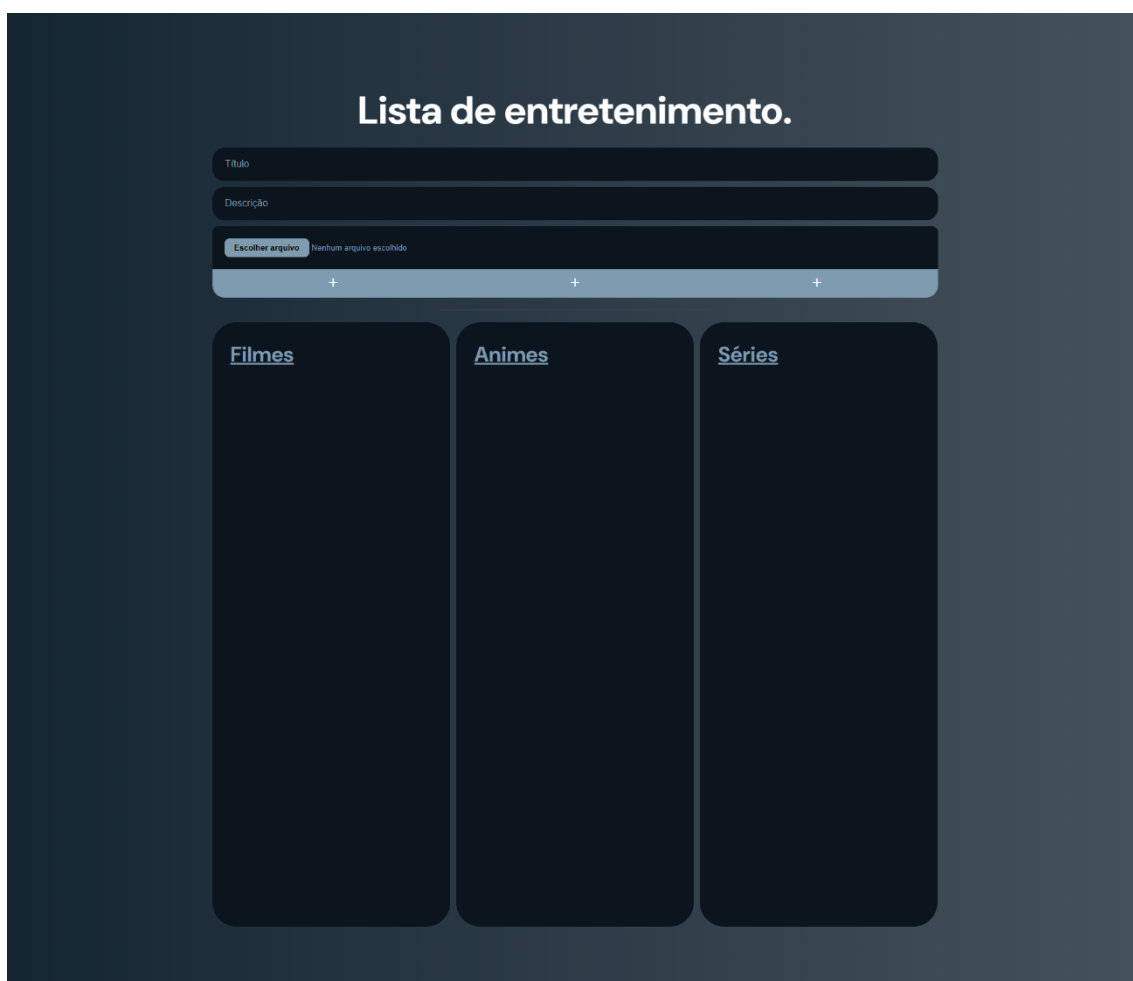 Lista de entretenimento.
Título
Descrição
Escolher arquivo Nenhum arquivo escolhido
+ + +
Filmes Animes Séries